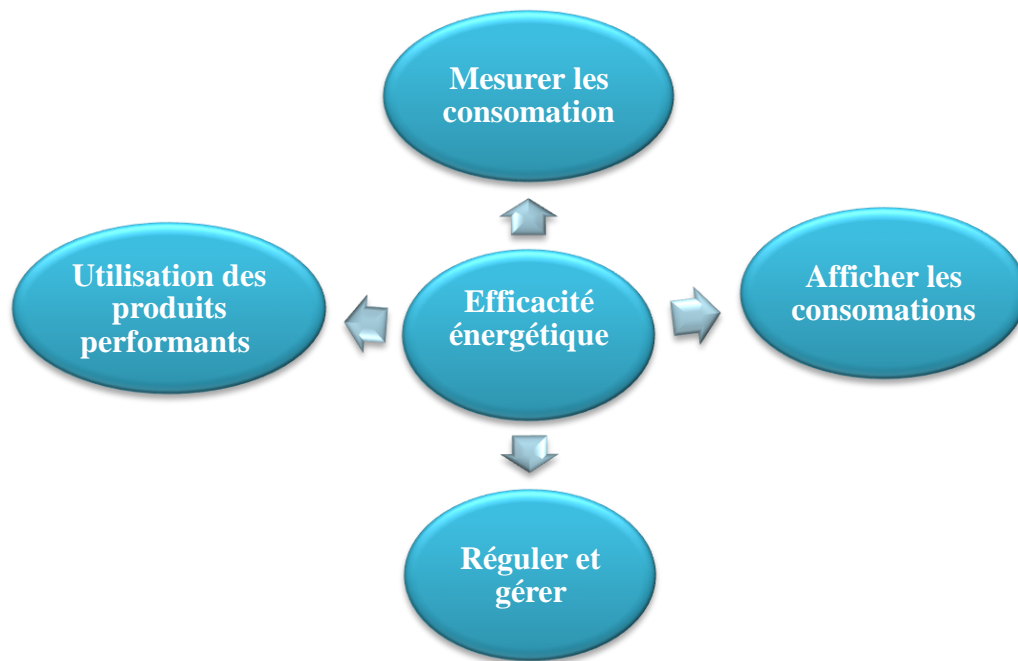 Mesurer les
consomation
Utilisation des
produits
performants
Efficacité
énergétique
Afficher les
consomations
Réguler et
gérer